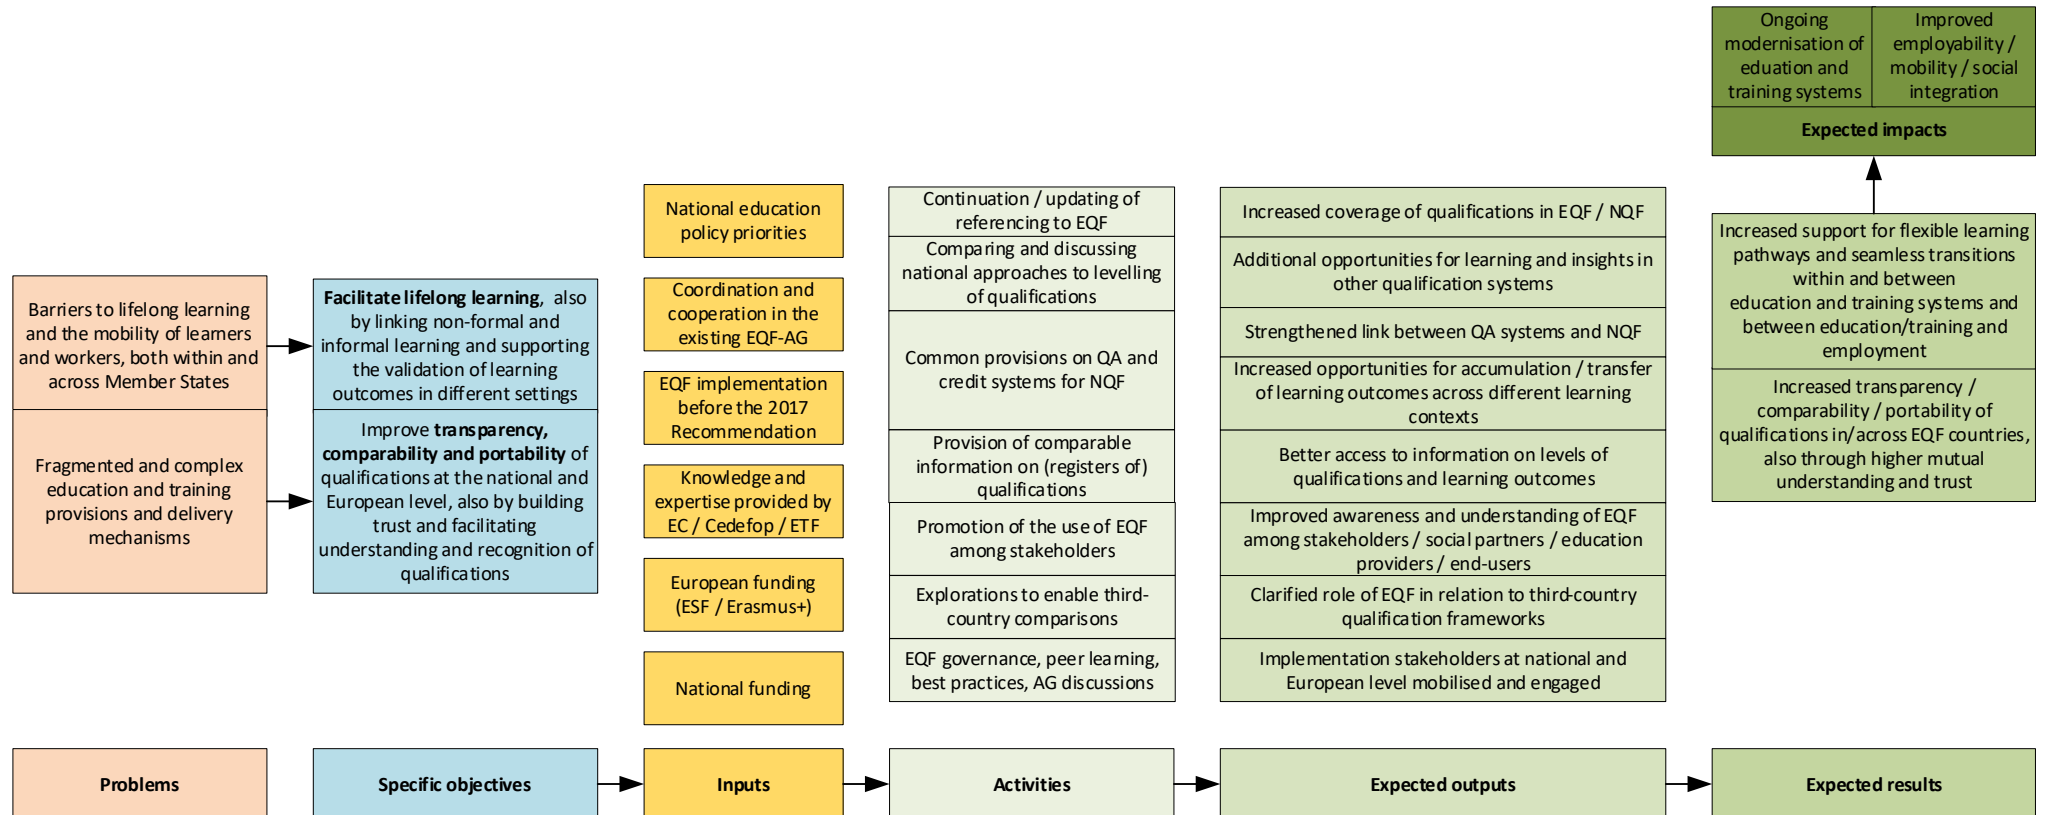 Ongoing
modernisation of
eduation and
training systems
Improved
employability /
mobility / social
integration
Expected impacts
Barriers to lifelong learning
and the mobility of learners
and workers, both within and
across Member States
Fragmented and complex
education and training
provisions and delivery
mechanisms
Facilitate lifelong learning, also
by linking non-formal and
informal learning and supporting
the validation of learning
outcomes in different settings
Improve transparency,
comparability and portability of
qualifications at the national and
European level, also by building
trust and facilitating
understanding and recognition of
qualifications
National education
policy priorities
Coordination and
cooperation in the
existing EQF-AG
EQF implementation
before the 2017
Recommendation
Knowledge and
expertise provided by
EC / Cedefop / ETF
European funding
(ESF / Erasmus+)
National funding
Continuation / updating of
referencing to EQF
Comparing and discussing
national approaches to levelling
of qualifications
Common provisions on QA and
credit systems for NQF
Provision of comparable
information on (registers of)
qualifications
Promotion of the use of EQF
among stakeholders
Explorations to enable third-
country comparisons
EQF governance, peer learning,
best practices, AG discussions
Increased coverage of qualifications in EQF / NQF
Additional opportunities for learning and insights in
other qualification systems
Strengthened link between QA systems and NQF
Increased opportunities for accumulation / transfer
of learning outcomes across different learning
contexts
Better access to information on levels of
qualifications and learning outcomes
Improved awareness and understanding of EQF
among stakeholders / social partners / education
providers / end-users
Clarified role of EQF in relation to third-country
qualification frameworks
Implementation stakeholders at national and
European level mobilised and engaged
Increased support for flexible learning
pathways and seamless transitions
within and between
education and training systems and
between education/training and
employment
Increased transparency /
comparability / portability of
qualifications in/across EQF countries,
also through higher mutual
understanding and trust
Problems
Specific objectives
Inputs
Activities
Expected outputs
Expected results